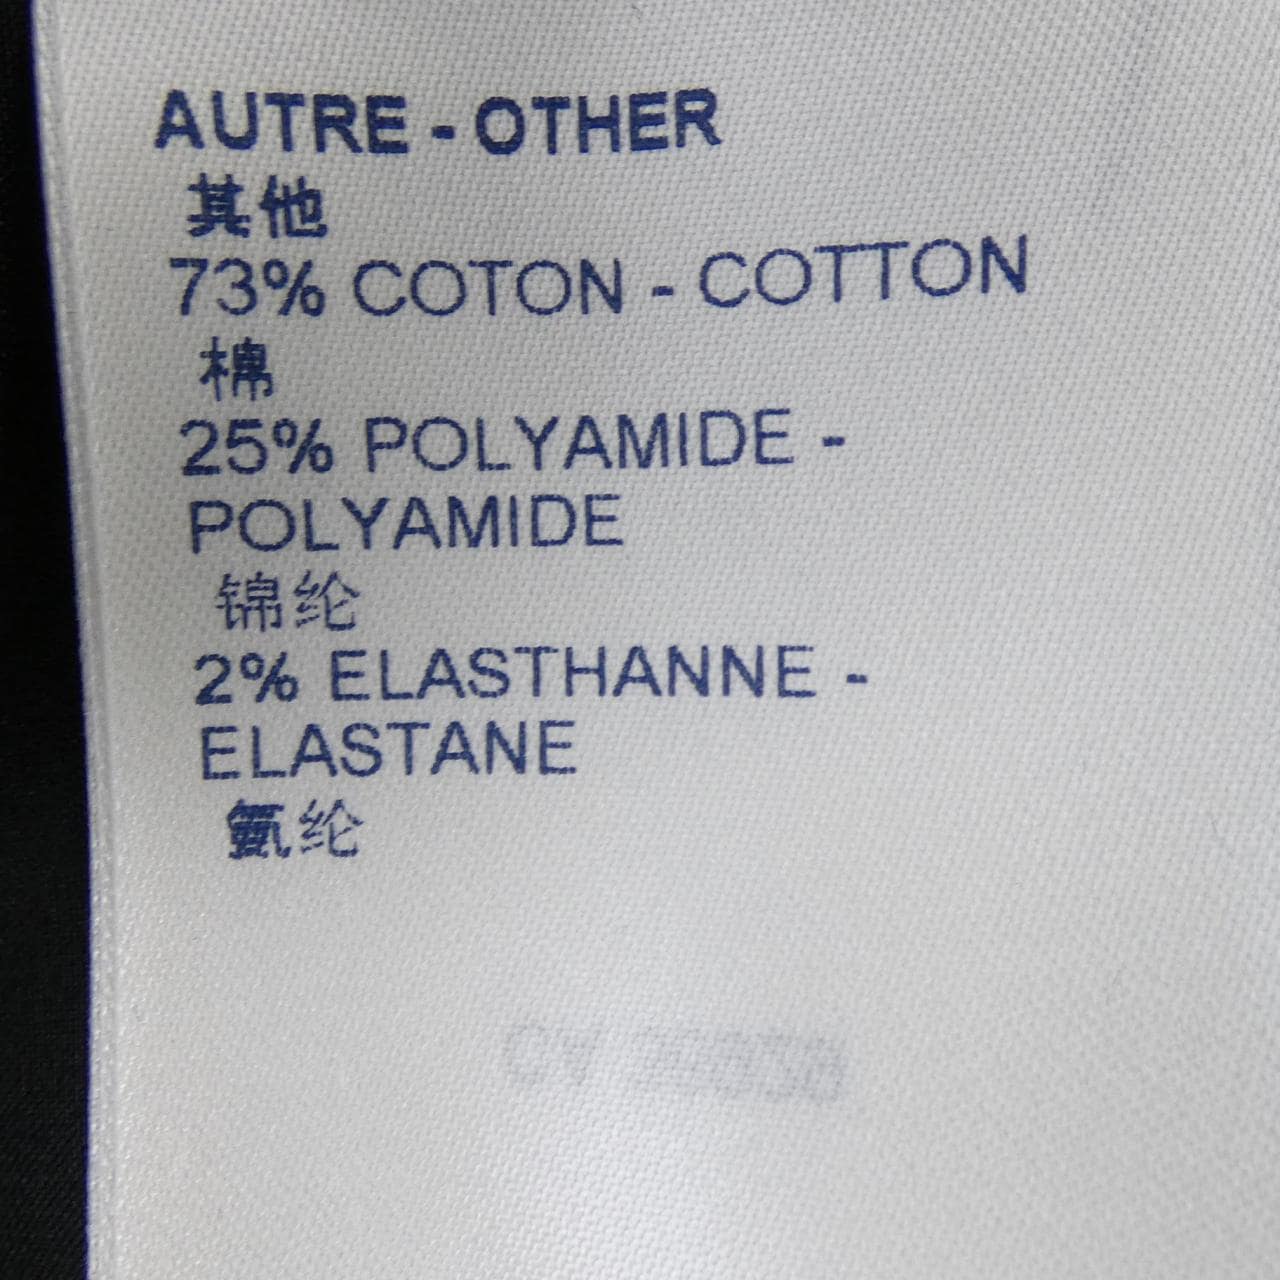 AUTRE - OTHER
其他
73% COTON - COTTON
棉
25% POLYAMIDE -
POLYAMIDE
锦纶
2% ELASTHANNE -
ELASTANE
氨纶